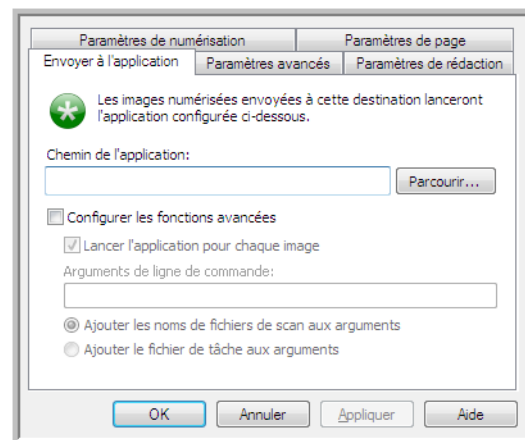 Paramètres de numérisation
Paramètres de page
Envoyer à l'application
Paramètres avancés
Paramètres de rédaction
Les images numérisées envoyées à cette destination lanceront
l'application configurée ci-dessous.
Chemin de l'application:
Parcourir...
Configurer les fonctions avancées
Lancer l'application pour chaque image
Arguments de ligne de commande:
Ajouter les noms de fichiers de scan aux arguments
Ajouter le fichier de tâche aux arguments
OK
Annuler
Appliquer
Aide